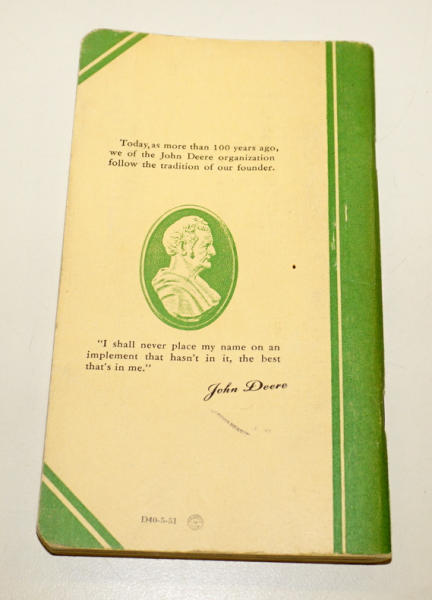 Today, as more than 100 years ago,
we of the John Deere organization
follow the tradition of our founder.
"I shall never place my name on an
implement that hasn't in it, the best
that's in me."
John Deere
D40-5-51